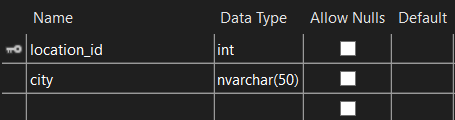 Name Data Type Allow Nulls Default
location_id int
city nvarchar(50)